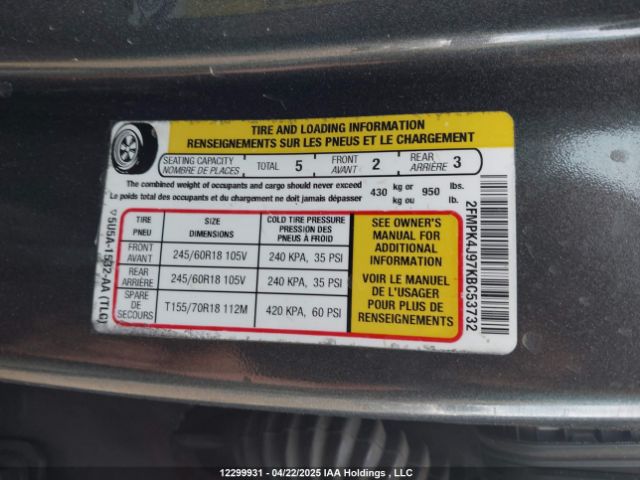 TIRE AND LOADING INFORMATION
RENSEIGNEMENTS SUR LES PNEUS ET LE CHARGEMENT
SEATING CAPACITY
NOMBRE DE PLACES
TOTAL 5
FRONT
AVANT 2
REAR
ARRIÈRE 3
The combined weight of occupants and cargo should never exceed
Le poids total des occupants et du chargement ne doit jamais dépasser
430 kg or
kg ou 950 lbs.
lb.
TIRE
PNEU
SIZE
DIMENSIONS
COLD TIRE PRESSURE
PRESSION DES
PNEUS À FROID
FRONT
AVANT
245/60R18 105V
240 KPA, 35 PSI
REAR
ARRIÈRE
245/60R18 105V
240 KPA, 35 PSI
SPARE
DE
SECOURS
T155/70R18 112M
420 KPA, 60 PSI
SEE OWNER'S
MANUAL FOR
ADDITIONAL
INFORMATION
VOIR LE MANUEL
DE L'USAGER
POUR PLUS DE
RENSEIGNEMENTS
5U5A-1532-AA (TLG)
2FMPK4J97KBC53732
12299931 - 04/22/2025 IAA Holdings , LLC